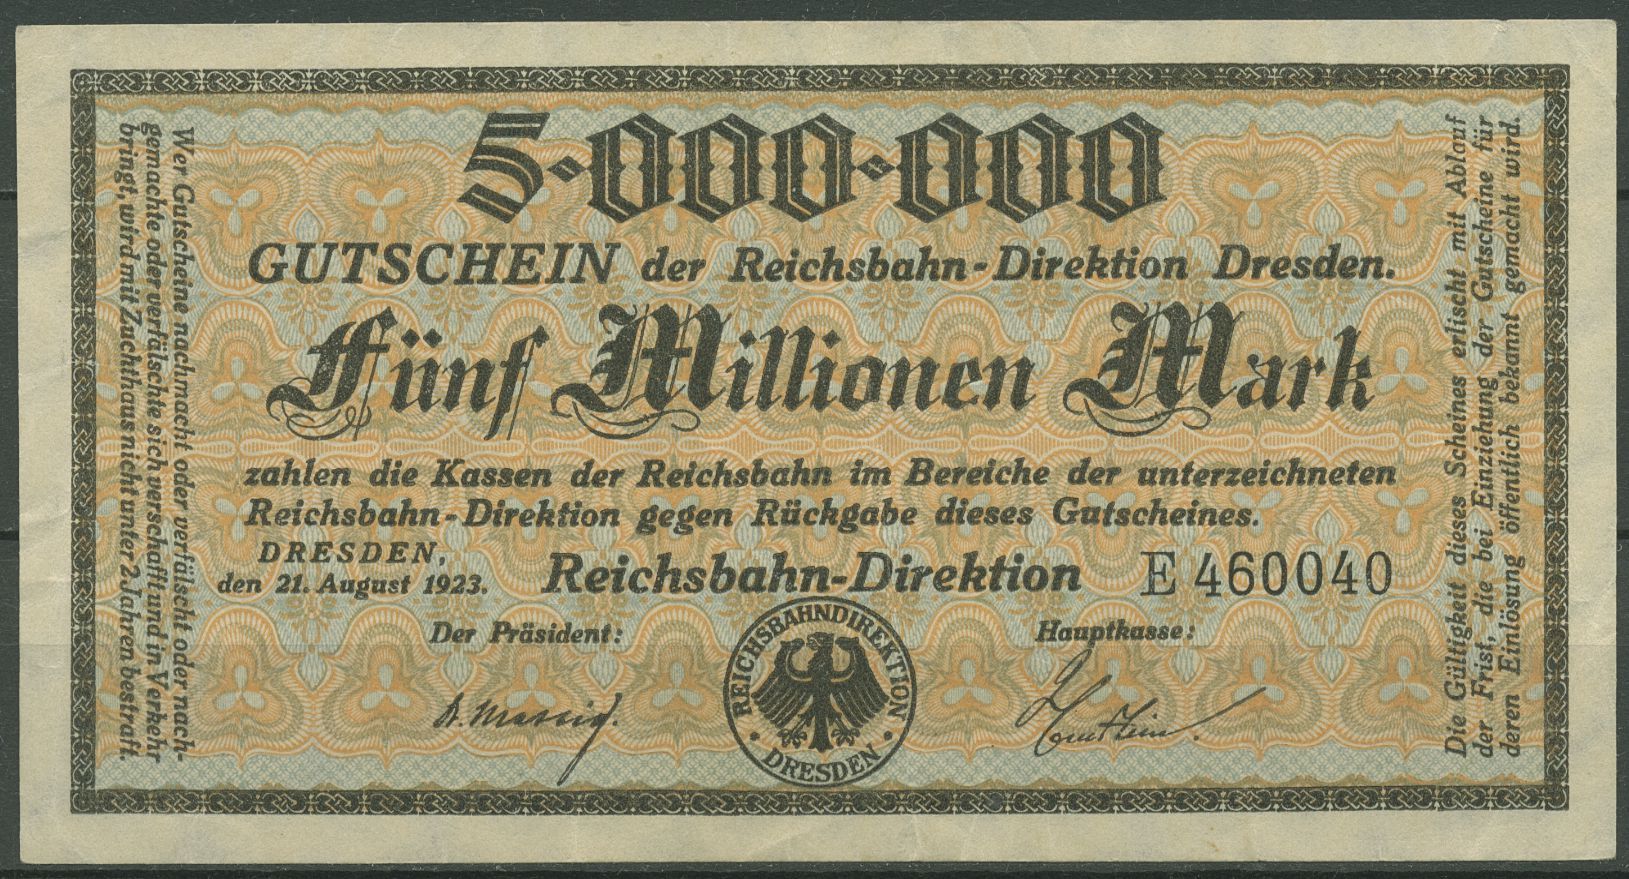 5·000·000
GUTSCHEIN der Reichsbahn-Direktion Dresden.
Fünf Millionen Mark
zahlen die Kassen der Reichsbahn im Bereiche der unterzeichneten
Reichsbahn-Direktion gegen Rückgabe dieses Gutscheines.
DRESDEN,
den 21. August 1923.
Reichsbahn-Direktion
E 460040
Der Präsident:
Hauptkasse:
REICHSBAHNDIREKTION
• DRESDEN •
Wer Gutscheine nachmacht oder verfälscht oder nach-
gemachte oder verfälschte sich verschafft und in Verkehr
bringt, wird mit Zuchthaus nicht unter 2 Jahren bestraft.
Die Gültigkeit dieses Scheines erlischt mit Ablauf
der Frist, die bei Einziehung der Gutscheine für
deren Einlösung öffentlich bekannt gemacht wird.